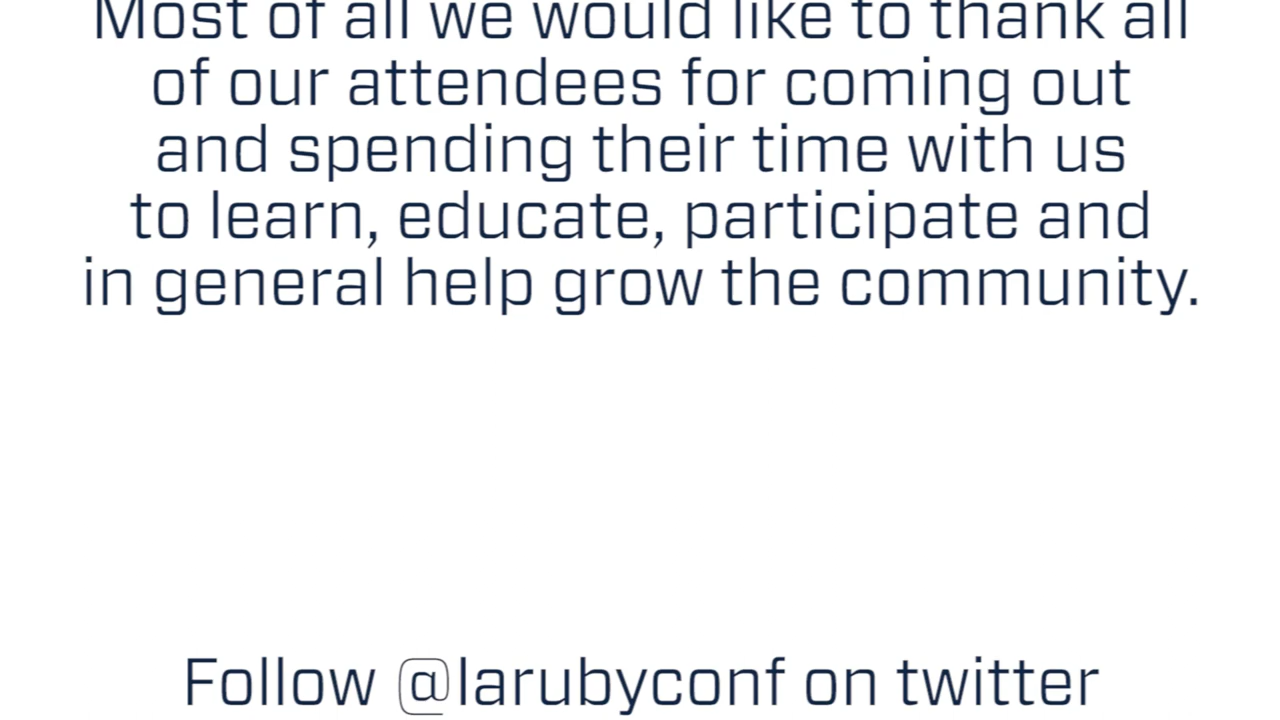 Most of all we would like to thank all
of our attendees for coming out
and spending their time with us
to learn, educate, participate and
in general help grow the community.
Follow @larubyconf on twitter